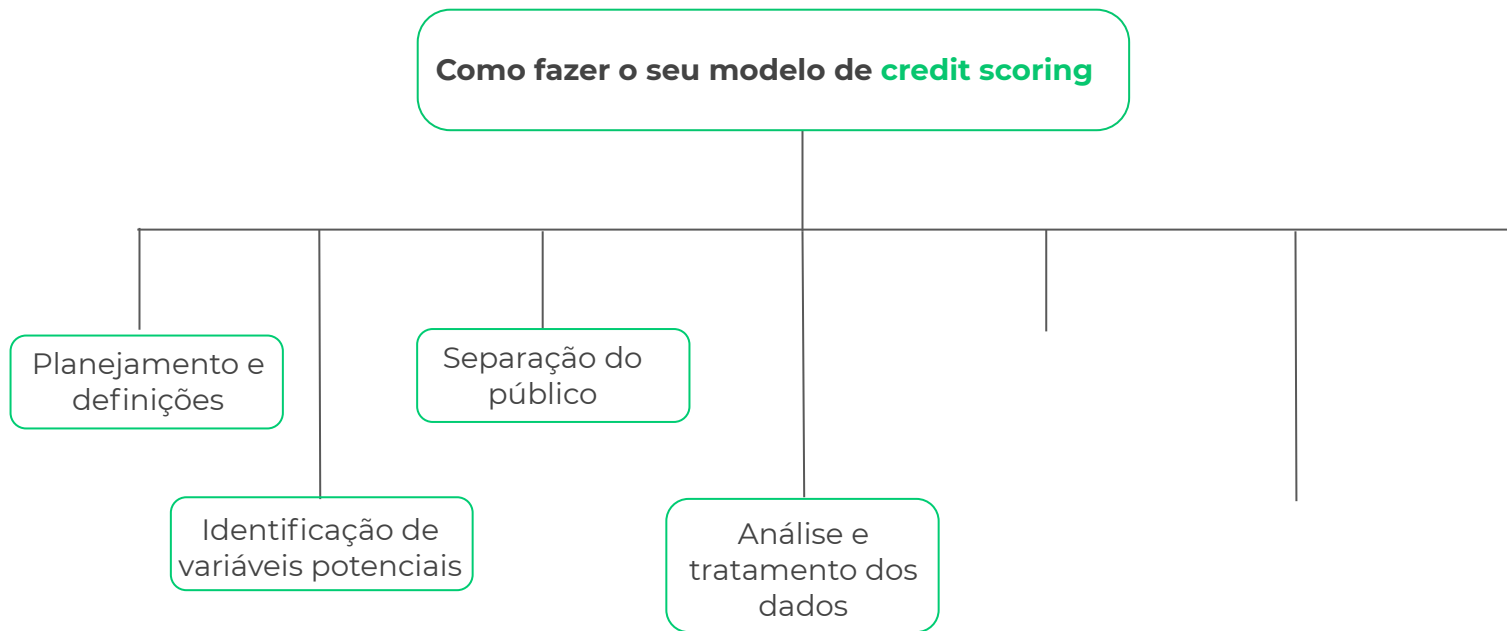 Como fazer o seu modelo de credit scoring
Planejamento e
definições
Identificação de
variáveis potenciais
Separação do
público
Análise e
tratamento dos
dados